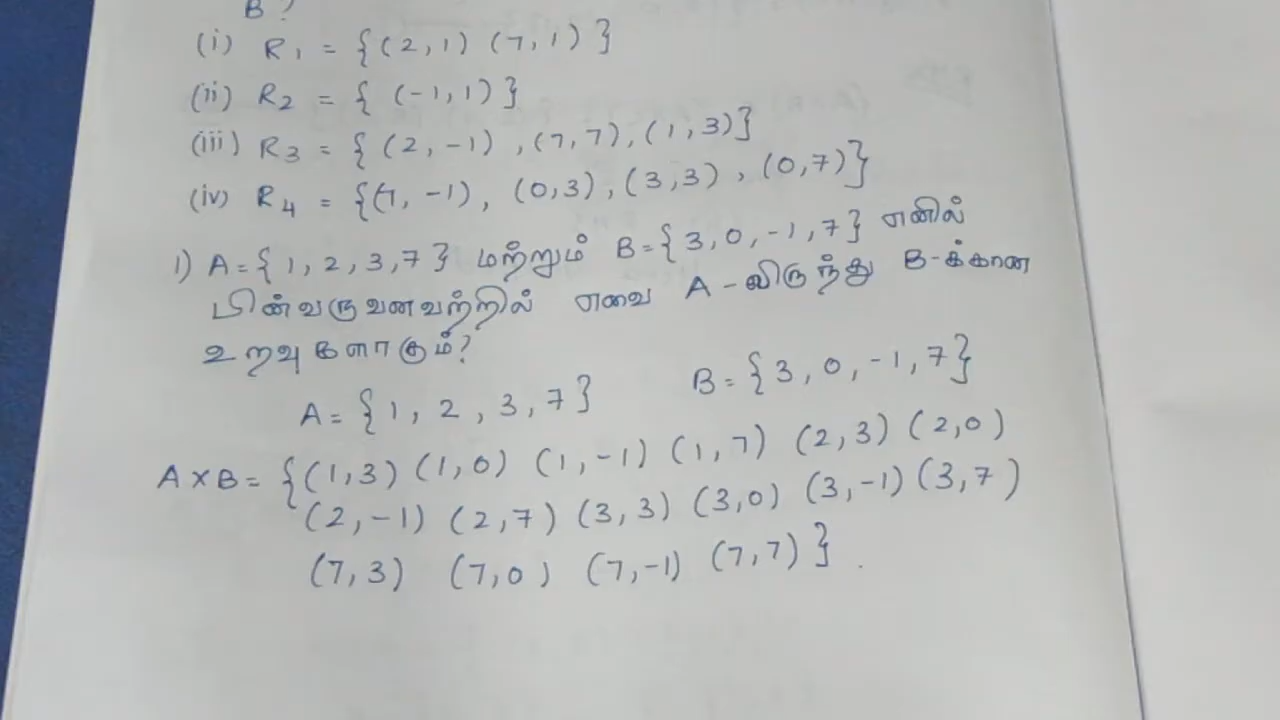 B?
(i) R1 = {(2,1) (7,1)}
(ii) R2 = { (-1,1)}
(iii) R3 = { (2,-1) ,(7,7),(1,3)}
(iv) R4 = {(7, -1), (0,3),(3,3) , (0,7)}
1) A={1,2,3,7} மற்றும் B={3,0,-1,7} எனில்
பின்வருவனவற்றில் எவை A-விருந்து B-க்கான
உறவுகளாகும்?
A={1, 2 , 3,7} B={3, 0, -1, 7}
AXB= {(1,3) (1,0) (1,-1) (1,7) (2,3) (2,0)
(2,-1) (2,7) (3,3) (3,0) (3,-1) (3,7)
(7,3) (7,0) (7,-1) (7,7)}.